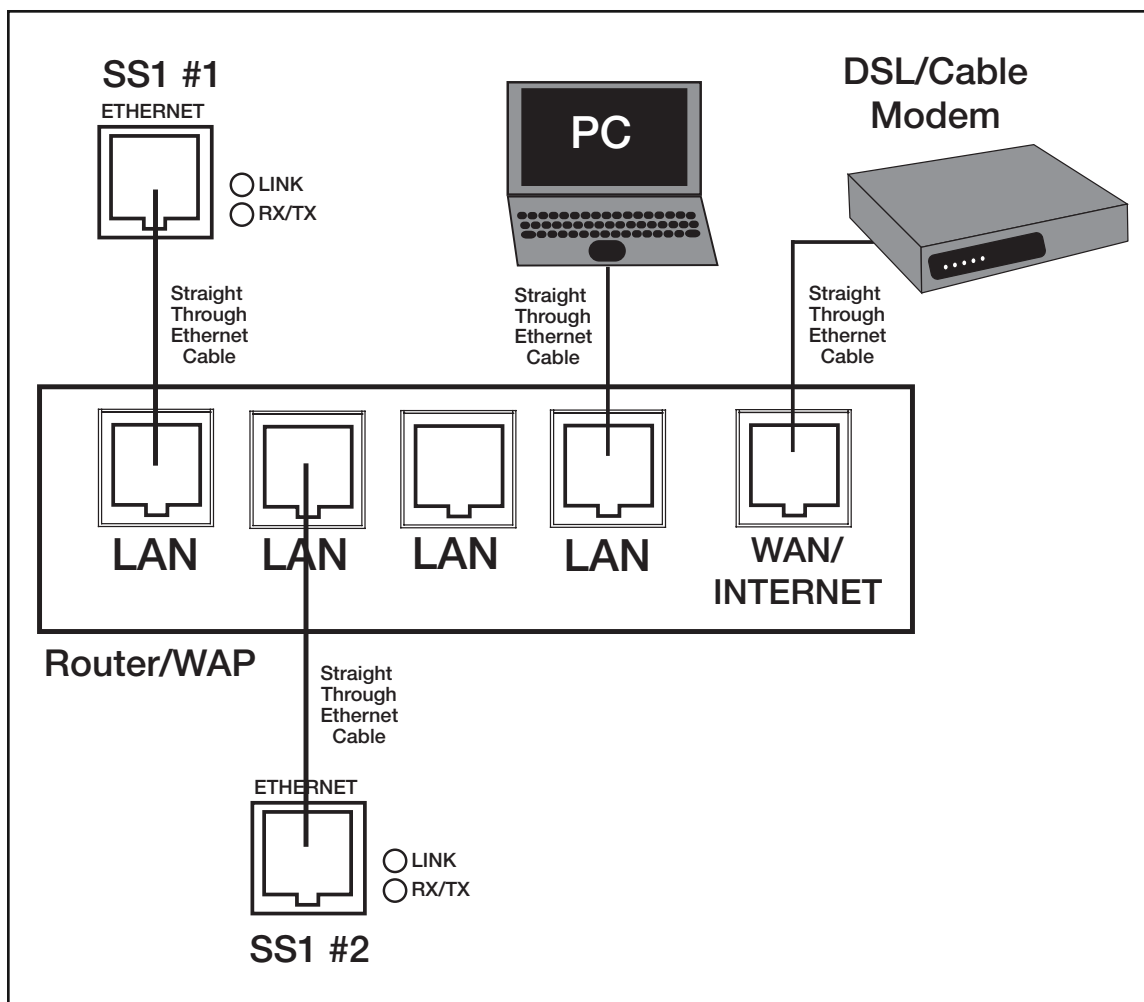 SS1 #1
ETHERNET
LINK
RX/TX
PC
DSL/Cable
Modem
Straight
Through
Ethernet
Cable
Straight
Through
Ethernet
Cable
Straight
Through
Ethernet
Cable
LAN
LAN
LAN
LAN
WAN/
INTERNET
Router/WAP
Straight
Through
Ethernet
Cable
ETHERNET
LINK
RX/TX
SS1 #2